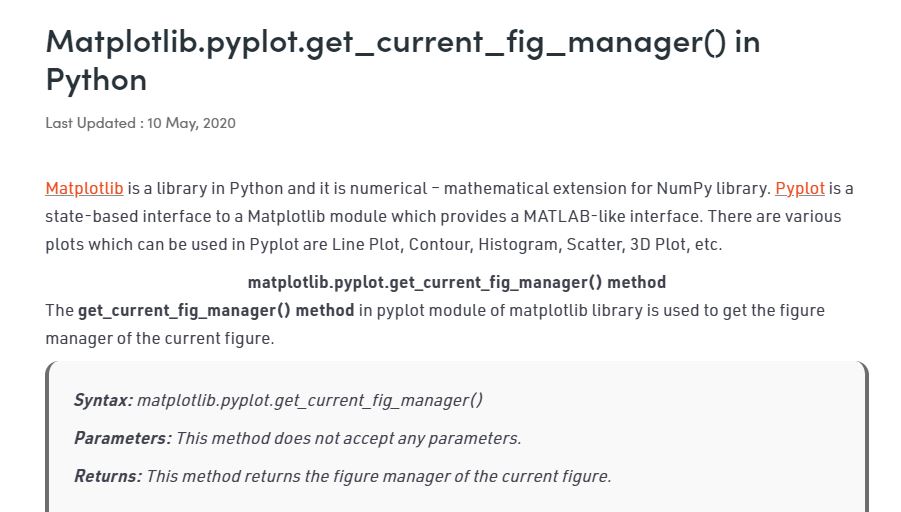 Matplotlib.pyplot.get_current_fig_manager() in
Python
Last Updated : 10 May, 2020
Matplotlib is a library in Python and it is numerical – mathematical extension for NumPy library. Pyplot is a
state-based interface to a Matplotlib module which provides a MATLAB-like interface. There are various
plots which can be used in Pyplot are Line Plot, Contour, Histogram, Scatter, 3D Plot, etc.
matplotlib.pyplot.get_current_fig_manager() method
The get_current_fig_manager() method in pyplot module of matplotlib library is used to get the figure
manager of the current figure.
Syntax: matplotlib.pyplot.get_current_fig_manager()
Parameters: This method does not accept any parameters.
Returns: This method returns the figure manager of the current figure.